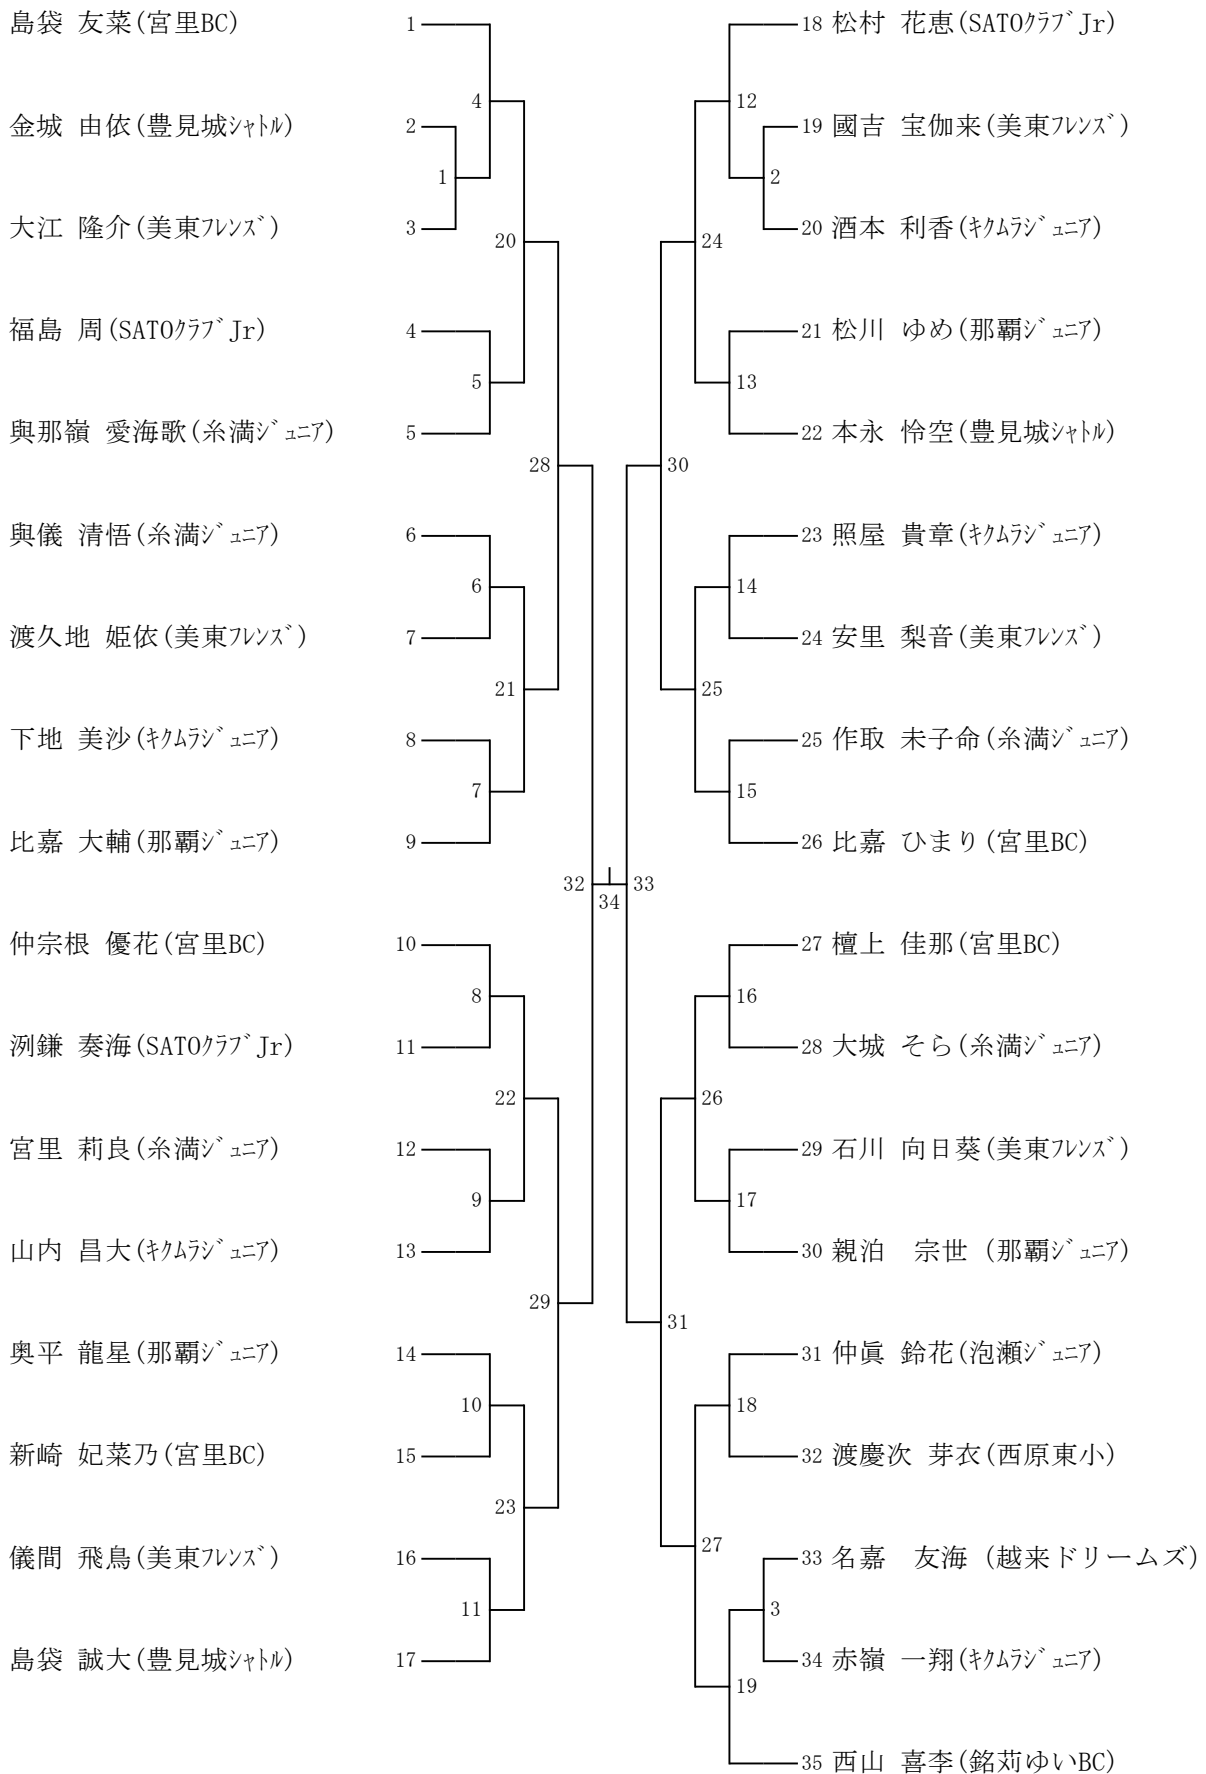 島袋 友菜(宮里BC) 1
4
金城 由依(豊見城ｼｬﾄﾙ) 2
1
大江 隆介(美東ﾌﾚﾝｽﾞ) 3
20
福島 周(SATOｸﾗﾌﾞJr) 4
5
與那嶺 愛海歌(糸満ｼﾞｭﾆｱ) 5
28
與儀 清悟(糸満ｼﾞｭﾆｱ) 6
6
渡久地 姫依(美東ﾌﾚﾝｽﾞ) 7
21
下地 美沙(ｷｸﾑﾗｼﾞｭﾆｱ) 8
7
比嘉 大輔(那覇ｼﾞｭﾆｱ) 9
32
34
33
仲宗根 優花(宮里BC) 10
8
洌鎌 奏海(SATOｸﾗﾌﾞJr) 11
22
宮里 莉良(糸満ｼﾞｭﾆｱ) 12
9
山内 昌大(ｷｸﾑﾗｼﾞｭﾆｱ) 13
29
奥平 龍星(那覇ｼﾞｭﾆｱ) 14
10
新崎 妃菜乃(宮里BC) 15
23
儀間 飛鳥(美東ﾌﾚﾝｽﾞ) 16
11
島袋 誠大(豊見城ｼｬﾄﾙ) 17
18 松村 花恵(SATOｸﾗﾌﾞJr)
12
19 國吉 宝伽来(美東ﾌﾚﾝｽﾞ)
2
20 酒本 利香(ｷｸﾑﾗｼﾞｭﾆｱ)
24
21 松川 ゆめ(那覇ｼﾞｭﾆｱ)
13
22 本永 怜空(豊見城ｼｬﾄﾙ)
30
23 照屋 貴章(ｷｸﾑﾗｼﾞｭﾆｱ)
14
24 安里 梨音(美東ﾌﾚﾝｽﾞ)
25
25 作取 未子命(糸満ｼﾞｭﾆｱ)
15
26 比嘉 ひまり(宮里BC)
27 檀上 佳那(宮里BC)
16
28 大城 そら(糸満ｼﾞｭﾆｱ)
26
29 石川 向日葵(美東ﾌﾚﾝｽﾞ)
17
30 親泊　宗世 (那覇ｼﾞｭﾆｱ)
31
31 仲眞 鈴花(泡瀬ｼﾞｭﾆｱ)
18
32 渡慶次 芽衣(西原東小)
27
33 名嘉　友海 (越来ドリームズ)
3
34 赤嶺 一翔(ｷｸﾑﾗｼﾞｭﾆｱ)
19
35 西山 喜李(銘苅ゆいBC)